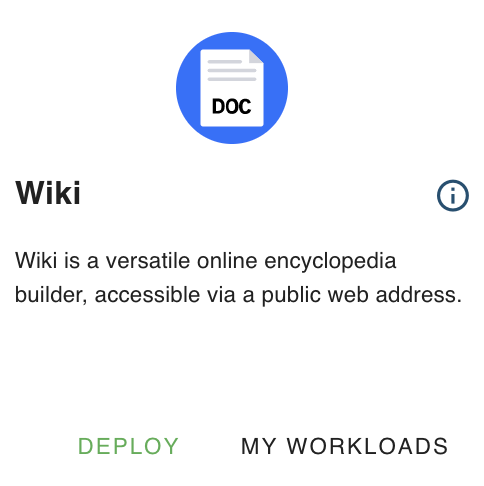 DOC
Wiki
Wiki is a versatile online encyclopedia
builder, accessible via a public web address.
DEPLOY MY WORKLOADS